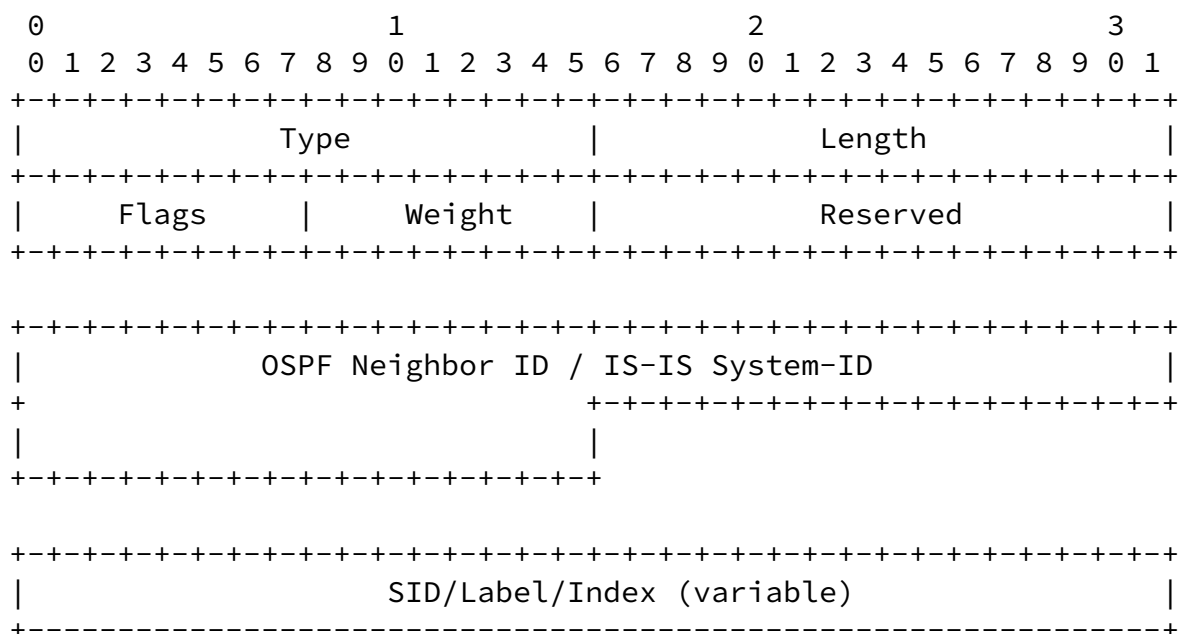 0                   1                   2                   3
0 1 2 3 4 5 6 7 8 9 0 1 2 3 4 5 6 7 8 9 0 1 2 3 4 5 6 7 8 9 0 1
+-+-+-+-+-+-+-+-+-+-+-+-+-+-+-+-+-+-+-+-+-+-+-+-+-+-+-+-+-+-+-+-+
|              Type             |            Length             |
+-+-+-+-+-+-+-+-+-+-+-+-+-+-+-+-+-+-+-+-+-+-+-+-+-+-+-+-+-+-+-+-+
|     Flags     |     Weight    |            Reserved           |
+-+-+-+-+-+-+-+-+-+-+-+-+-+-+-+-+-+-+-+-+-+-+-+-+-+-+-+-+-+-+-+-+
+-+-+-+-+-+-+-+-+-+-+-+-+-+-+-+-+-+-+-+-+-+-+-+-+-+-+-+-+-+-+-+-+
|             OSPF Neighbor ID / IS-IS System-ID                |
+                               +-+-+-+-+-+-+-+-+-+-+-+-+-+-+-+-+
|                               |
+-+-+-+-+-+-+-+-+-+-+-+-+-+-+-+-+
+-+-+-+-+-+-+-+-+-+-+-+-+-+-+-+-+-+-+-+-+-+-+-+-+-+-+-+-+-+-+-+-+
|                    SID/Label/Index (variable)                 |
+---------------------------------------------------------------+